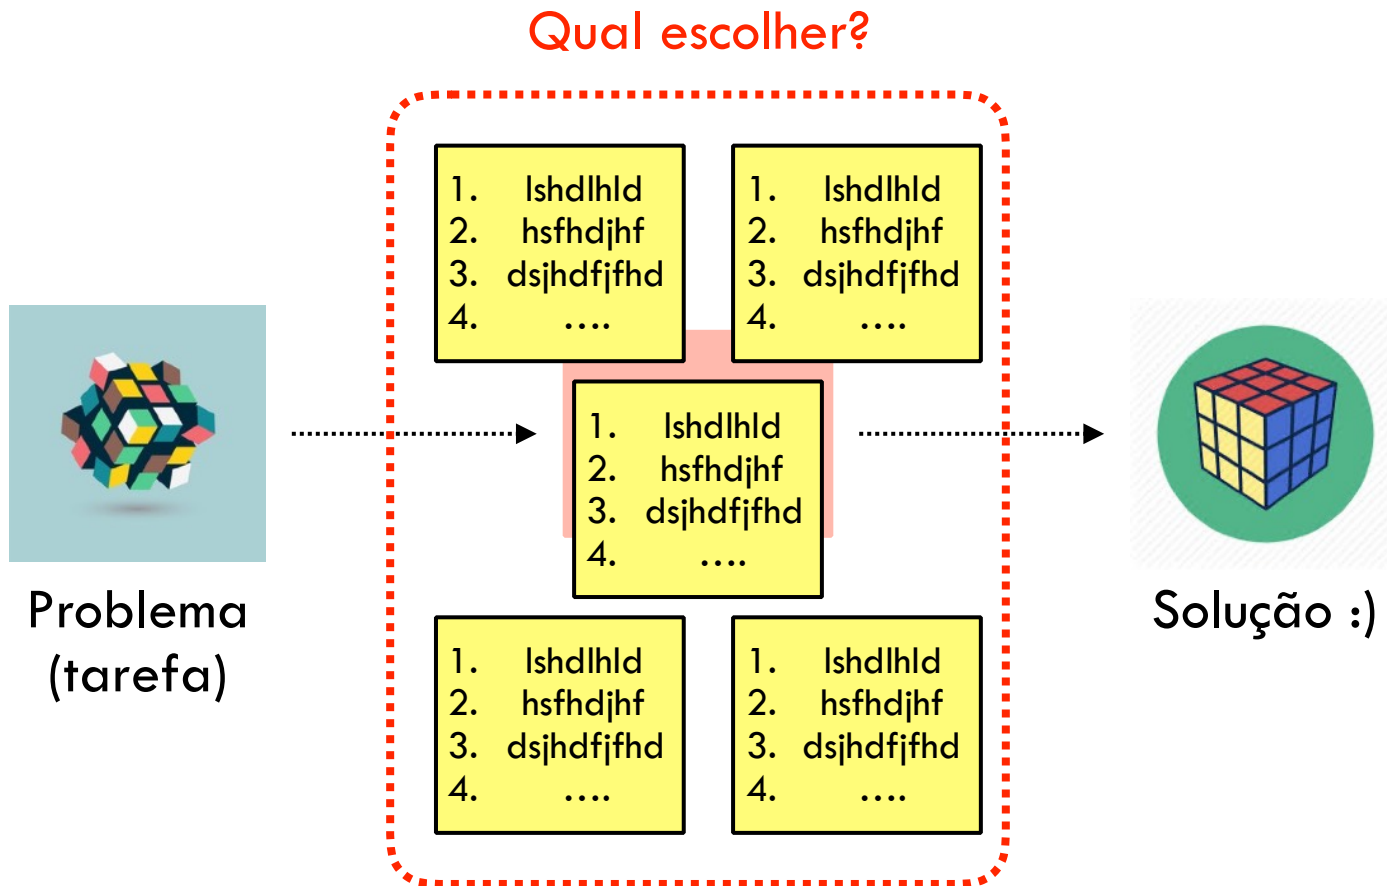 Qual escolher?
1. lshdlhld
2. hsfhdjhf
3. dsjhdfjfhd
4. ....
1. lshdlhld
2. hsfhdjhf
3. dsjhdfjfhd
4. ....
1. lshdlhld
2. hsfhdjhf
3. dsjhdfjfhd
4. ....
Problema
(tarefa)
Solução :)
1. lshdlhld
2. hsfhdjhf
3. dsjhdfjfhd
4. ....
1. lshdlhld
2. hsfhdjhf
3. dsjhdfjfhd
4. ....